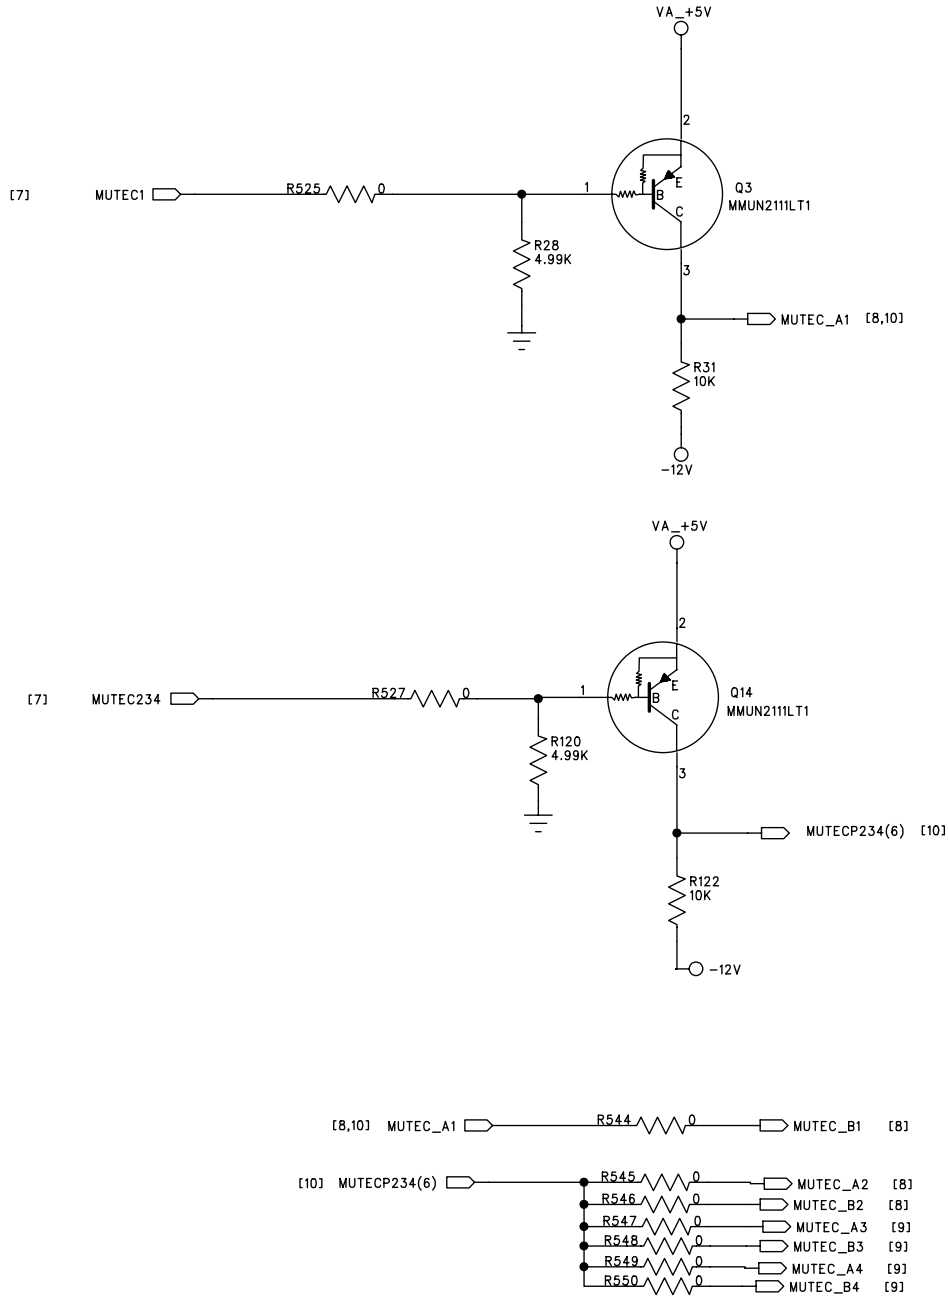 VA_+5V
2
[7] MUTEC1 R525 0 1 B E C Q3
MMUN2111LT1
R28
4.99K
3
MUTEC_A1 [8,10]
R31
10K
-12V
VA_+5V
2
[7] MUTEC234 R527 0 1 B E C Q14
MMUN2111LT1
R120
4.99K
3
MUTECP234(6) [10]
R122
10K
-12V
[8,10] MUTEC_A1 R544 0 MUTEC_B1 [8]
[10] MUTECP234(6) R545 0 MUTEC_A2 [8]
R546 0 MUTEC_B2 [8]
R547 0 MUTEC_A3 [9]
R548 0 MUTEC_B3 [9]
R549 0 MUTEC_A4 [9]
R550 0 MUTEC_B4 [9]